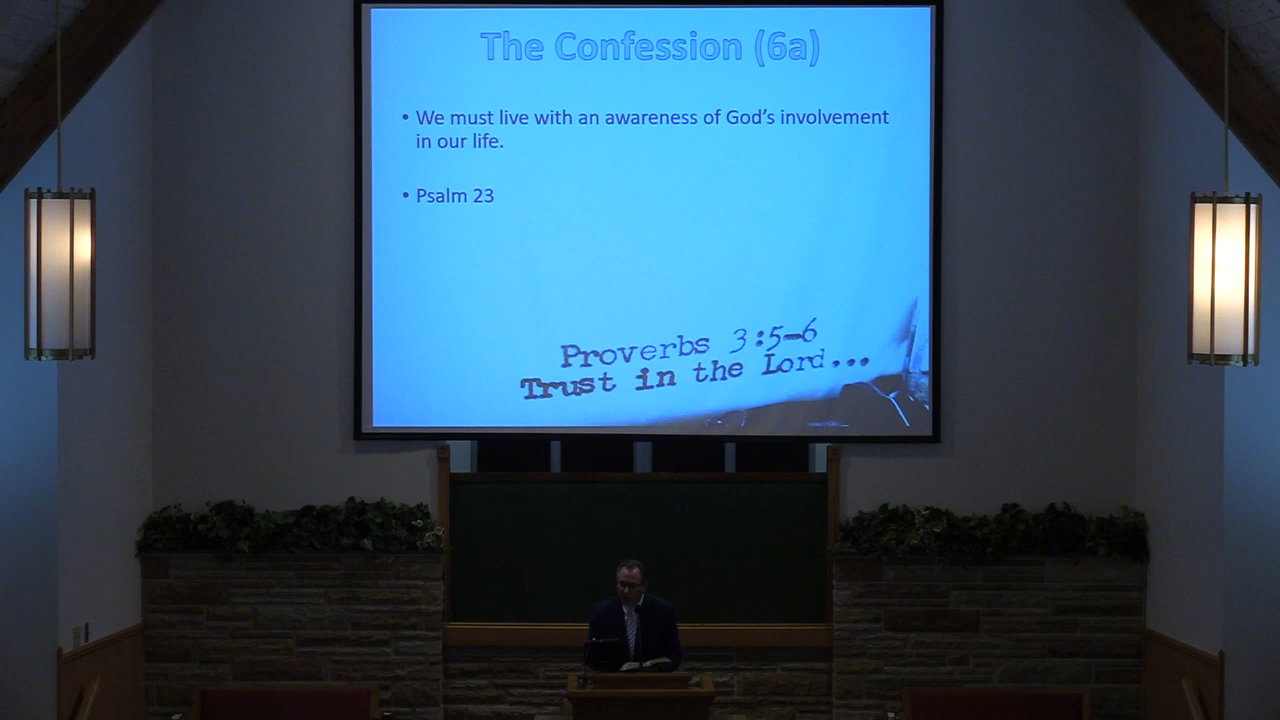 The Confession (6a)
• We must live with an awareness of God's involvement
in our life.
• Psalm 23
Proverbs 3:5-6
Trust in the Lord...